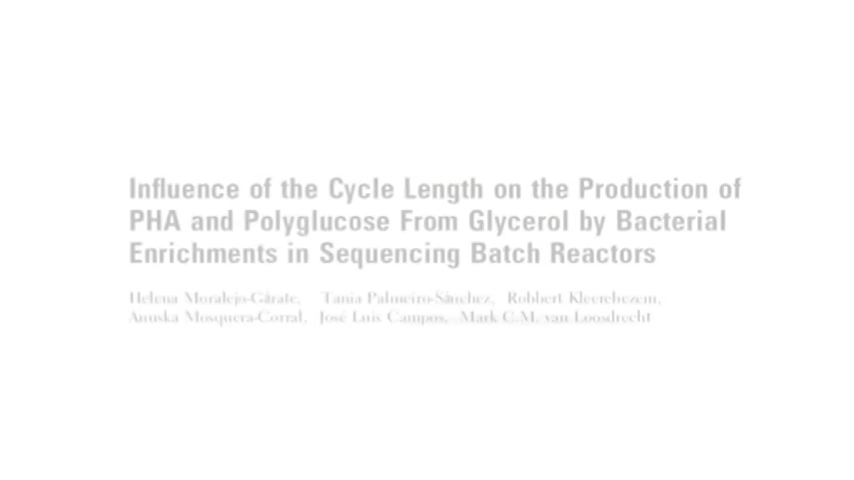 Influence of the Cycle Length on the Production of
PHA and Polyglucose From Glycerol by Bacterial
Enrichments in Sequencing Batch Reactors
Helena Moralejo-Gárate, Tania Palmeiro-Sánchez, Robbert Kleerebezem,
Anuska Mosquera-Corral, José Luis Campos, Mark C.M. van Loosdrecht